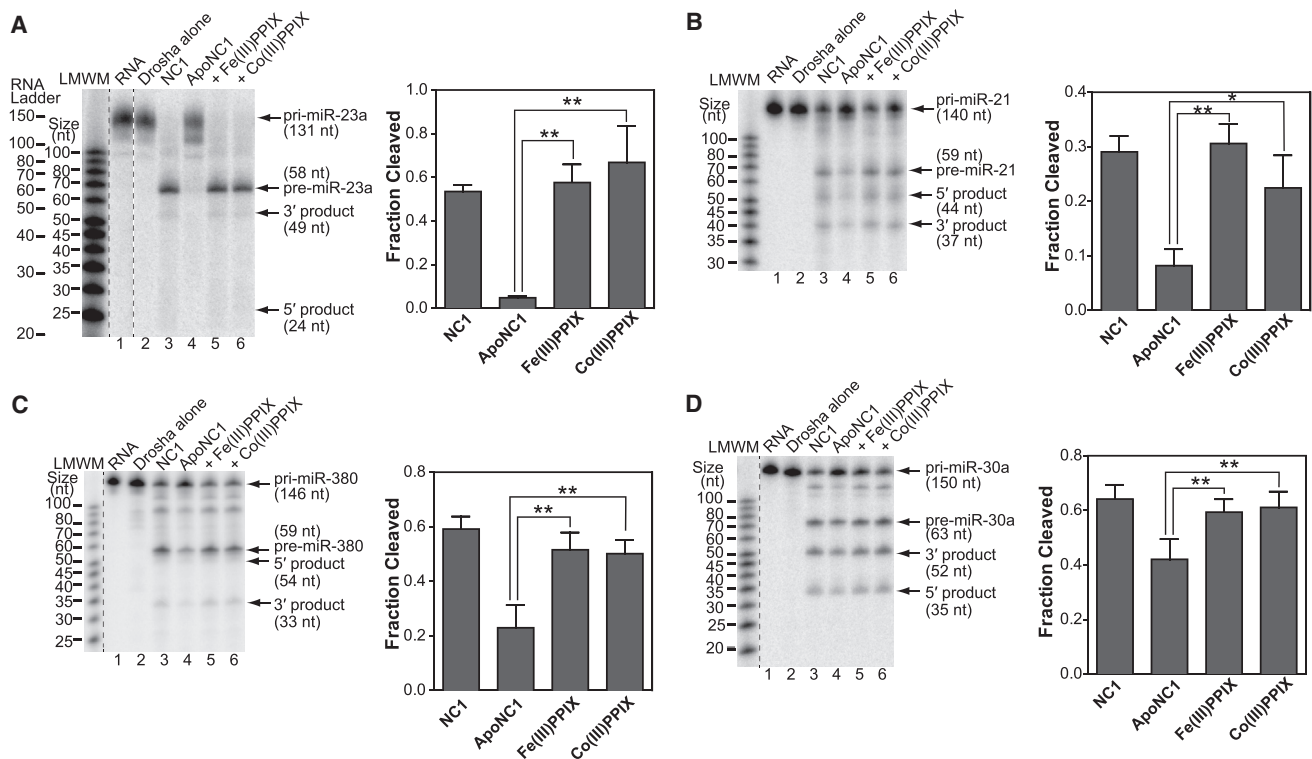 A
RNA
Ladder
LMWM
RNA
Drosha alone
NC1
ApoNC1
+ Fe(III)PPIX
+ Co(III)PPIX
Size
(nt)
150
100
80
70
60
50
45
40
35
30
25
20
100
90
80
70
60
50
45
40
35
30
25
pri-miR-23a
(131 nt)
(58 nt)
pre-miR-23a
3′ product
(49 nt)
5′ product
(24 nt)
1 2 3 4 5 6
Fraction Cleaved
1.0
0.8
0.6
0.4
0.2
0.0
**
**
NC1
ApoNC1
Fe(III)PPIX
Co(III)PPIX
B
LMWM
RNA
Drosha alone
NC1
ApoNC1
+ Fe(III)PPIX
+ Co(III)PPIX
Size
(nt)
100
80
70
60
50
45
40
35
30
pri-miR-21
(140 nt)
(59 nt)
pre-miR-21
5′ product
(44 nt)
3′ product
(37 nt)
1 2 3 4 5 6
Fraction Cleaved
0.4
0.3
0.2
0.1
0.0
*
**
NC1
ApoNC1
Fe(III)PPIX
Co(III)PPIX
C
LMWM
RNA
Drosha alone
NC1
ApoNC1
+ Fe(III)PPIX
+ Co(III)PPIX
Size
(nt)
100
80
70
60
50
45
40
35
30
25
pri-miR-380
(146 nt)
(59 nt)
pre-miR-380
5′ product
(54 nt)
3′ product
(33 nt)
1 2 3 4 5 6
Fraction Cleaved
0.8
0.6
0.4
0.2
0.0
**
**
NC1
ApoNC1
Fe(III)PPIX
Co(III)PPIX
D
LMWM
RNA
Drosha alone
NC1
ApoNC1
+ Fe(III)PPIX
+ Co(III)PPIX
Size
(nt)
100
80
70
60
50
45
40
35
30
25
20
pri-miR-30a
(150 nt)
pre-miR-30a
(63 nt)
3′ product
(52 nt)
5′ product
(35 nt)
1 2 3 4 5 6
Fraction Cleaved
0.8
0.6
0.4
0.2
0.0
**
**
NC1
ApoNC1
Fe(III)PPIX
Co(III)PPIX